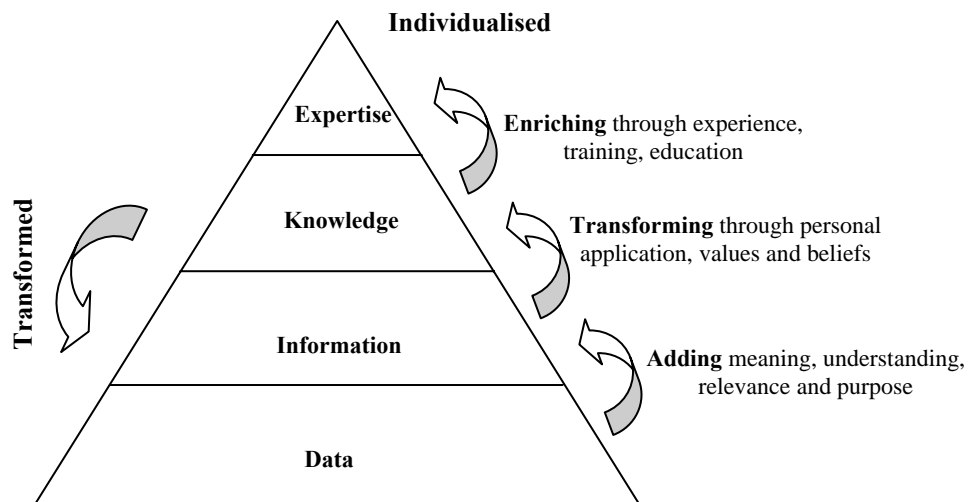 Individualised
Expertise
Enriching through experience,
training, education
Knowledge
Transforming through personal
application, values and beliefs
Transformed
Information
Adding meaning, understanding,
relevance and purpose
Data